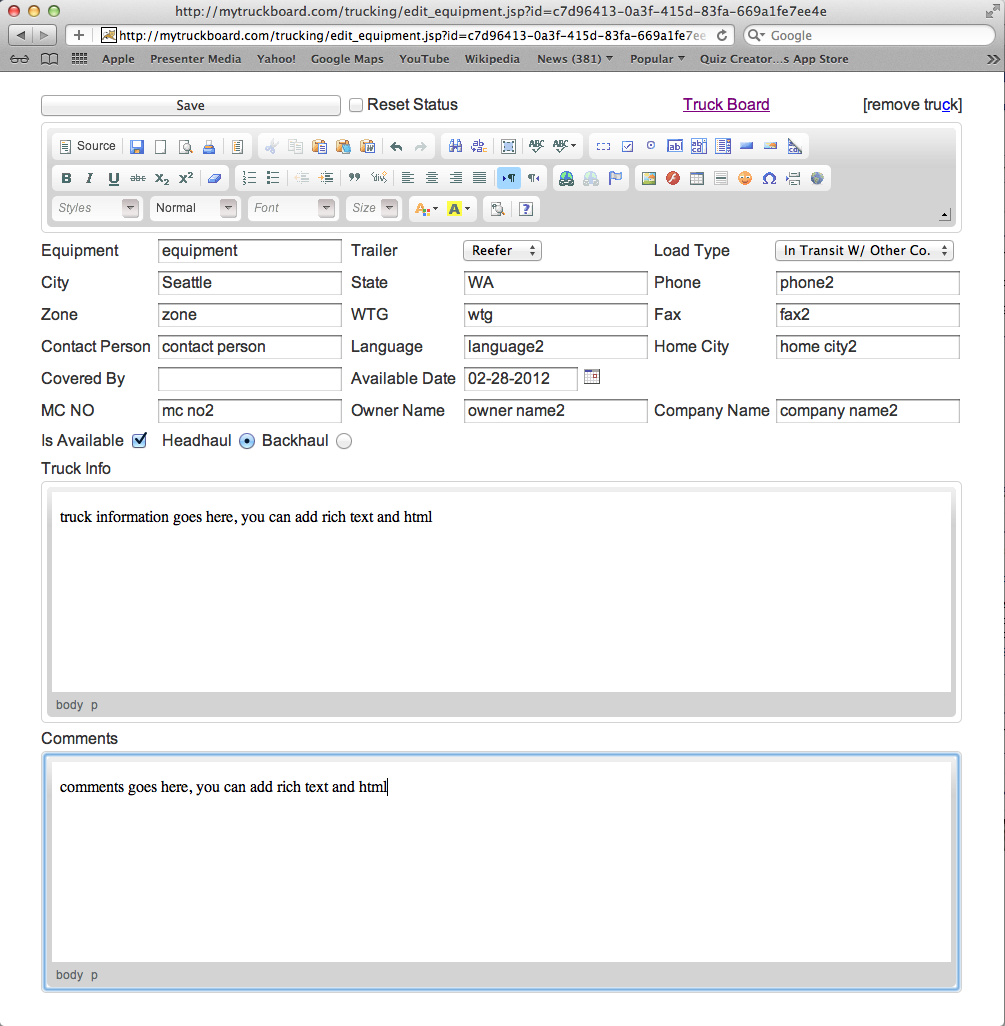 http://mytruckboard.com/trucking/edit_equipment.jsp?id=c7d96413-0a3f-415d-83fa-669a1fe7ee4e
http://mytruckboard.com/trucking/edit_equipment.jsp?id=c7d96413-0a3f-415d-83fa-669a1fe7ee Google
Apple Presenter Media Yahoo! Google Maps YouTube Wikipedia News (381) Popular Quiz Creator...s App Store
Save Reset Status Truck Board [remove truck]
Source ABC ABC
B I U abc X2 X2
Styles Normal Font Size A A ?
Equipment equipment Trailer Reefer Load Type In Transit W/ Other Co.
City Seattle State WA Phone phone2
Zone zone WTG wtg Fax fax2
Contact Person contact person Language language2 Home City home city2
Covered By Available Date 02-28-2012
MC NO mc no2 Owner Name owner name2 Company Name company name2
Is Available Headhaul Backhaul
Truck Info
truck information goes here, you can add rich text and html
body p
Comments
comments goes here, you can add rich text and html
body p